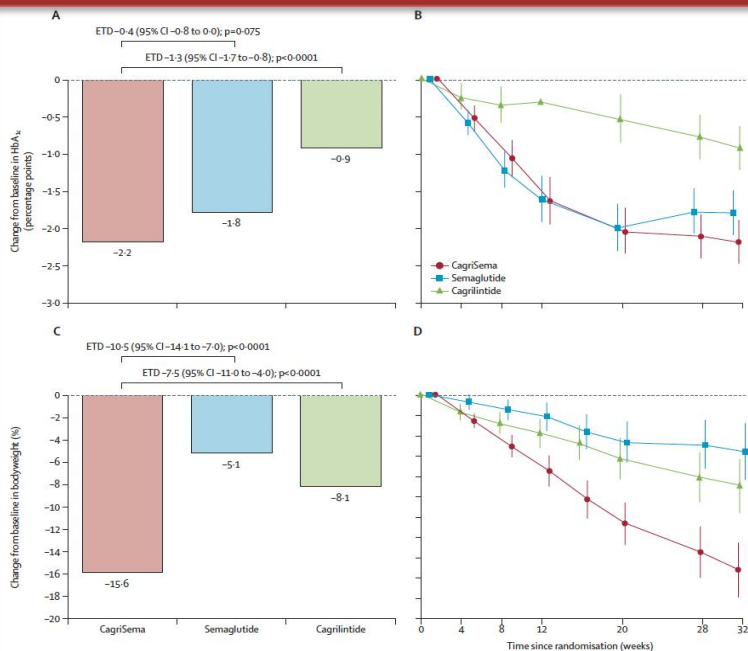 A
ETD–0·4 (95% CI–0·8 to 0·0); p=0·075
ETD–1·3 (95% CI–1·7 to–0·8); p<0·0001
Change from baseline in HbA1c
(percentage points)
0
–0·5
–1·0
–1·5
–2·0
–2·5
–3·0
–2·2
–1·8
–0·9
B
CagriSema
Semaglutide
Cagrilintide
C
ETD–10·5 (95% CI–14·1 to–7·0); p<0·0001
ETD–7·5 (95% CI–11·0 to–4·0); p<0·0001
Change from baseline in bodyweight (%)
0
–2
–4
–6
–8
–10
–12
–14
–16
–18
–20
–15·6
–5·1
–8·1
CagriSema Semaglutide Cagrilintide
D
0 4 8 12 20 28 32
Time since randomisation (weeks)